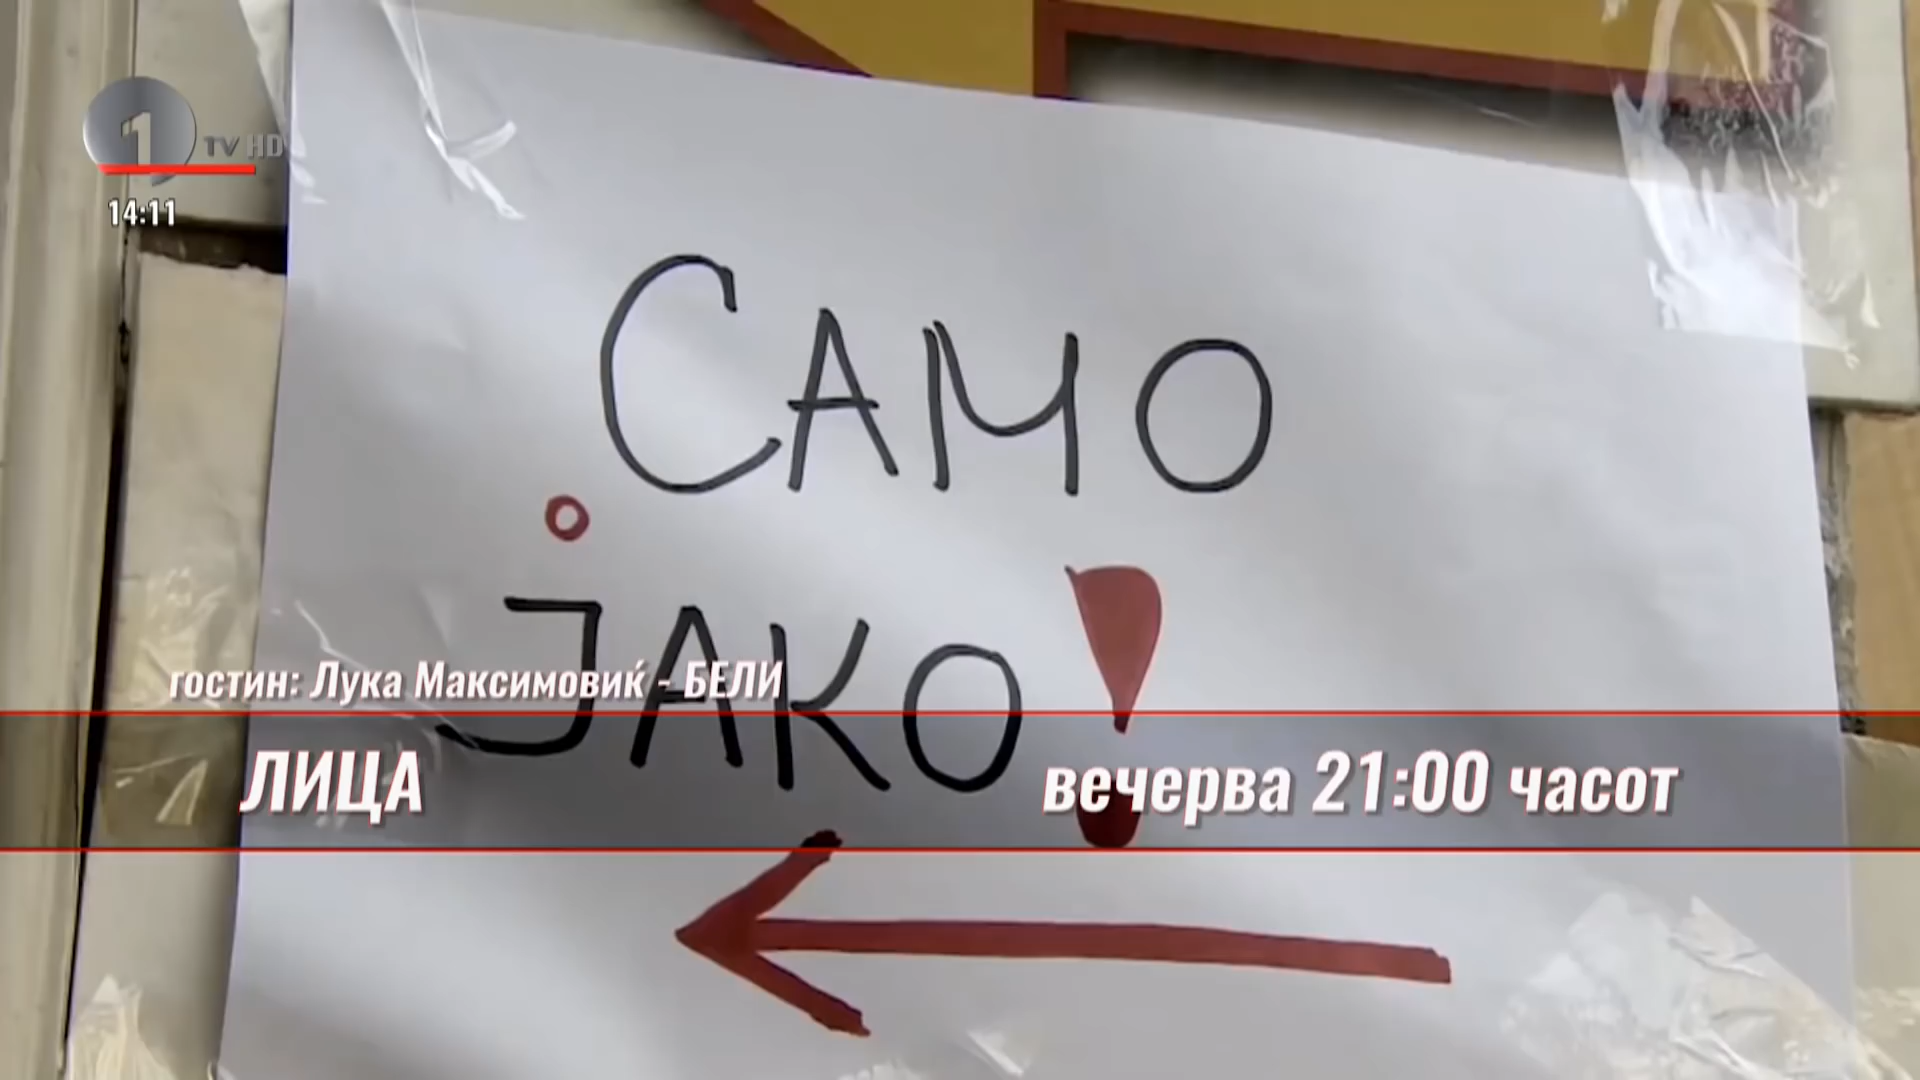 1 TV HD
14:11
САМО
ЈАКО!
гостин: Лука Максимовиќ - БЕЛИ
ЛИЦА
вечерва 21:00 часот